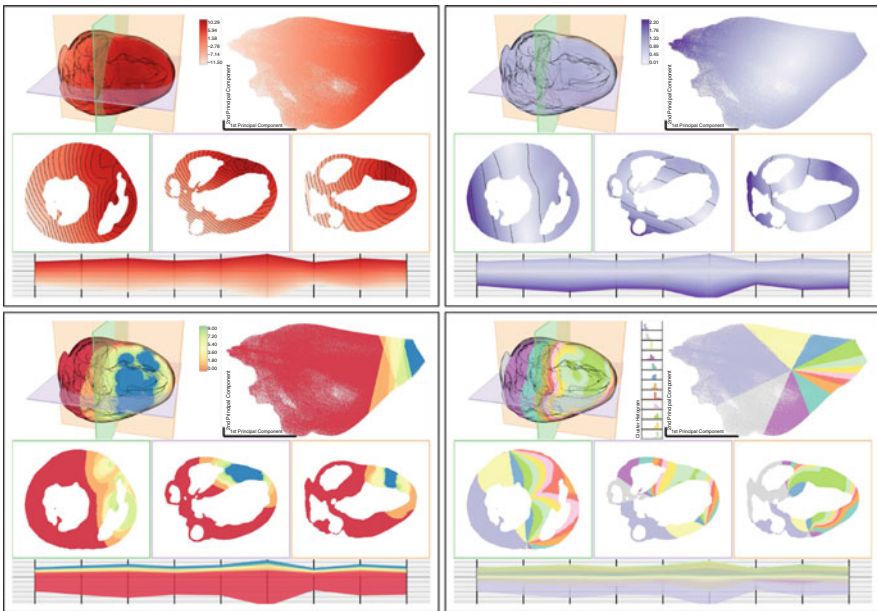 10.29
5.94
1.58
-2.78
-7.14
-11.50
2nd Principal Component
1st Principal Component
2.20
1.76
1.33
0.89
0.45
0.01
2nd Principal Component
1st Principal Component
9.00
7.20
5.40
3.60
1.80
0.00
2nd Principal Component
1st Principal Component
Cluster Histogram
2nd Principal Component
1st Principal Component